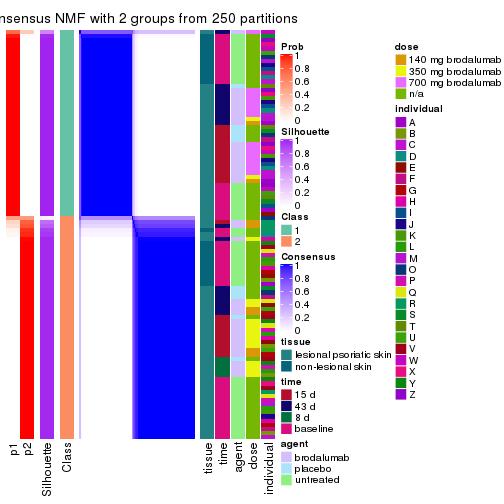 nsensus NMF with 2 groups from 250 partitions
Prob
1
0.8
0.6
0.4
0.2
0
Silhouette
1
0.8
0.6
0.4
0.2
0
Class
1
2
Consensus
1
0.8
0.6
0.4
0.2
0
tissue
lesional psoriatic skin
non-lesional skin
time
15 d
43 d
8 d
baseline
agent
brodalumab
placebo
untreated
dose
140 mg brodalumab
350 mg brodalumab
700 mg brodalumab
n/a
individual
A
B
C
D
E
F
G
H
I
J
K
L
M
O
P
Q
R
S
T
U
V
W
X
Y
Z
p1
p2
Silhouette
Class
tissue
time
agent
dose
individual